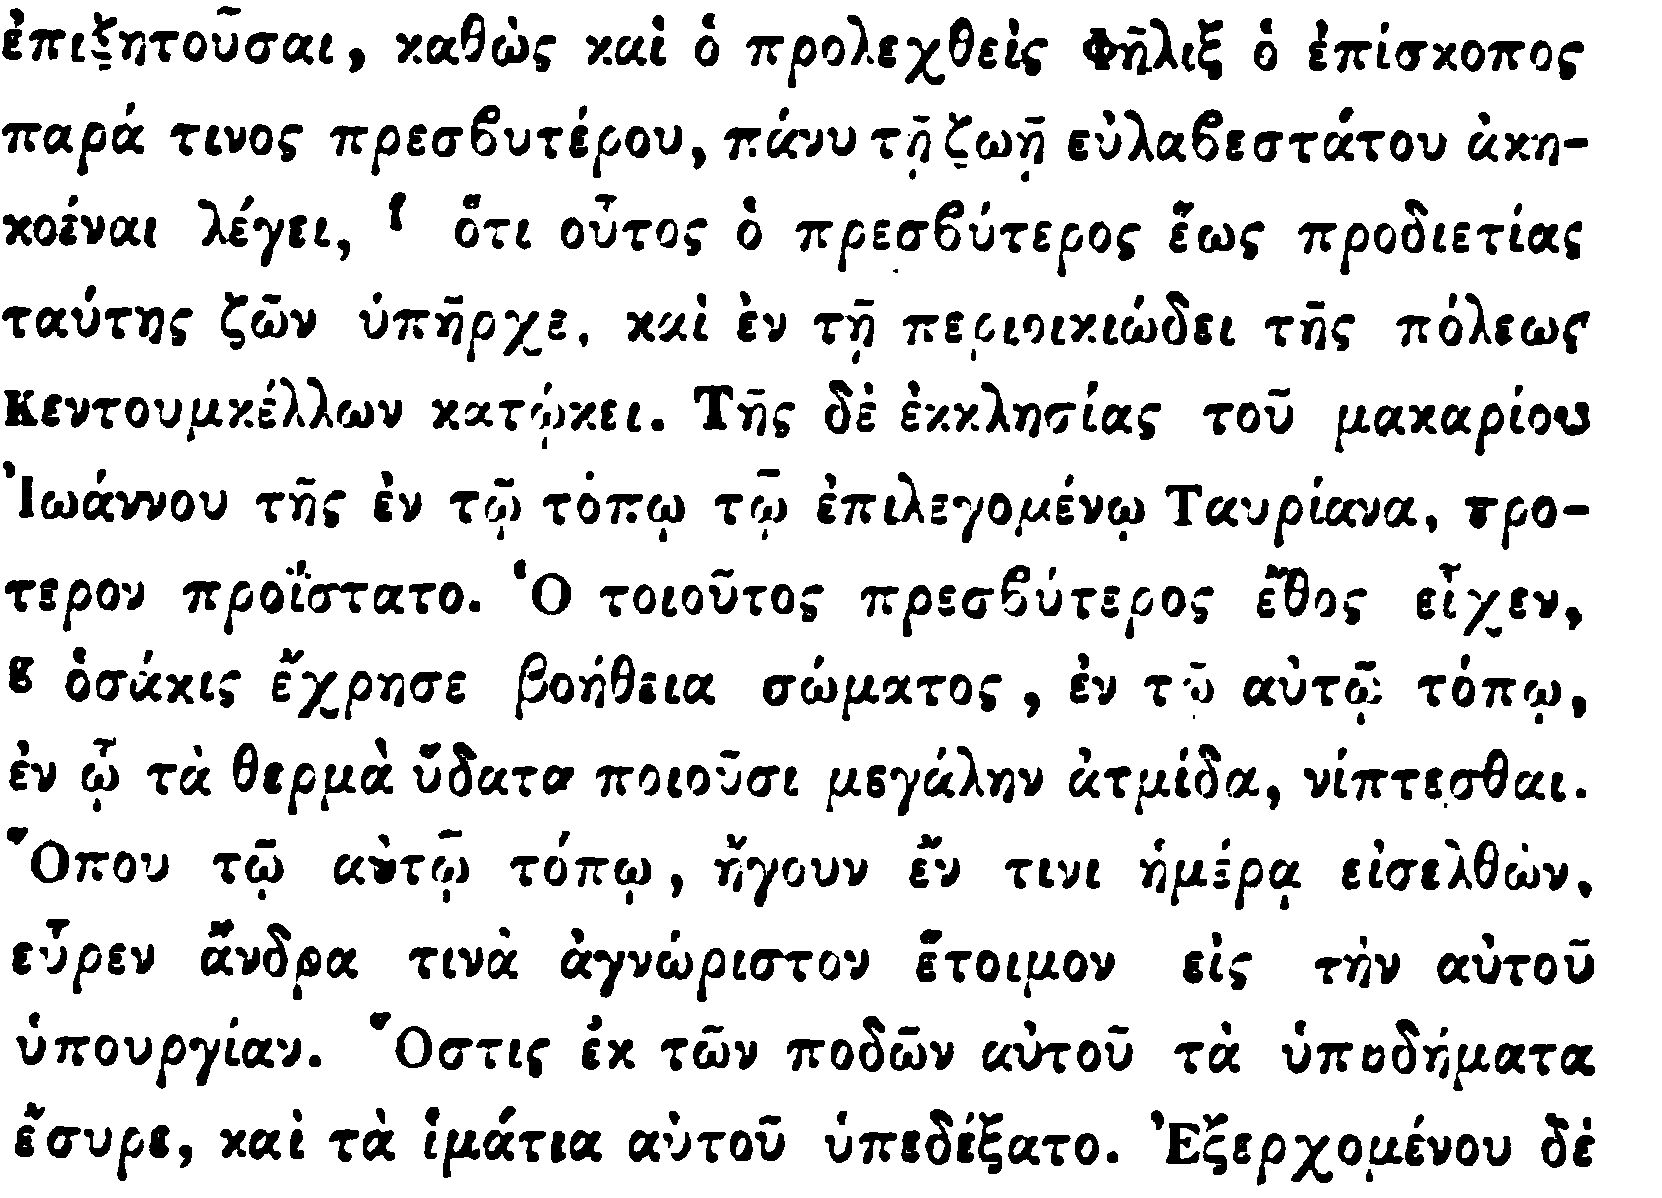 ἐπιζητοῦσαι, καθὼς καὶ ὁ προλεχθεὶς Φῆλιξ ὁ ἐπίσκοπος
παρά τινος πρεσβυτέρου, πάνυ τῇ ζωῇ εὐλαβεστάτου ἀκη-
κοέναι λέγει, f ὅτι οὗτος ὁ πρεσβύτερος ἕως προδιετίας
ταύτης ζῶν ὑπῆρχε, καὶ ἐν τῇ περιοικιώδει τῆς πόλεως
Κεντουμκέλλων κατῴκει. Τῆς δὲ ἐκκλησίας τοῦ μακαρίου
Ἰωάννου τῆς ἐν τῷ τόπῳ τῷ ἐπιλεγομένῳ Ταυρίανα, προ-
τερον προΐστατο. Ὁ τοιοῦτος πρεσβύτερος ἔθος εἶχεν,
g ὁσάκις ἔχρησε βοήθεια σώματος, ἐν τῷ αὐτῷ τόπῳ,
ἐν ᾧ τὰ θερμὰ ὕδατα ποιοῦσι μεγάλην ἀτμίδα, νίπτεσθαι.
Ὅπου τῷ αὐτῷ τόπῳ, ἤγουν ἔν τινι ἡμέρᾳ εἰσελθὼν,
εὗρεν ἄνδρα τινὰ ἀγνώριστον ἕτοιμον εἰς τὴν αὐτοῦ
ὑπουργίαν. Ὅστις ἐκ τῶν ποδῶν αὐτοῦ τὰ ὑποδήματα
ἔσυρε, καὶ τὰ ἱμάτια αὐτοῦ ὑπεδέξατο. Ἐξερχομένου δὲ